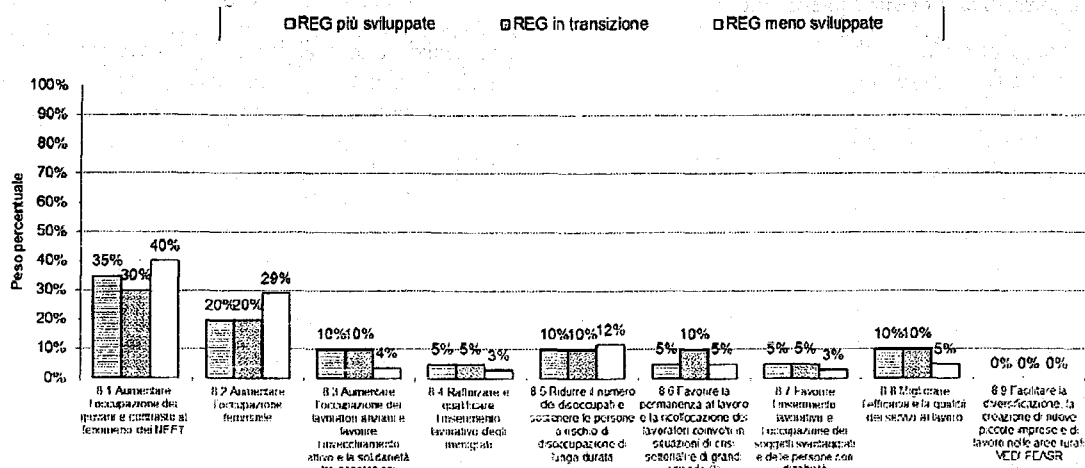 REG più sviluppate REG in transizione REG meno sviluppate
Peso percentuale
100%
90%
80%
70%
60%
50%
40%
30%
20%
10%
0%
35% 30% 40%
20% 20% 29%
10% 10% 4%
5% 5% 3%
10% 10% 12%
5% 10% 5%
5% 5% 3%
10% 10% 5%
0% 0% 0%
8.1 Aumentare
l'occupazione dei
giovani e contrasto al
fenomeno dei NEET
8.2 Aumentare
l'occupazione
femminile
8.3 Aumentare
l'occupazione dei
lavoratori anziani e
favorire
l'invecchiamento
attivo e la solidarietà
8.4 Rafforzare e
qualificare
l'inserimento
lavorativo degli
immigrati
8.5 Ridurre il numero
dei disoccupati e
sostenere le persone
a rischio di
disoccupazione di
lunga durata
8.6 Favorire la
permanenza al lavoro
e la ricollocazione dei
lavoratori coinvolti in
situazioni di crisi
settoriali e di grandi
8.7 Favorire
l'inserimento
lavorativo e
l'occupazione dei
soggetti svantaggiati
e delle persone con
disabilità
8.8 Migliorare
l'efficacia e la qualità
dei servizi al lavoro
8.9 Facilitare la
diversificazione, la
creazione di nuove
piccole imprese e di
lavoro nelle aree rurali
VEDI FEASR